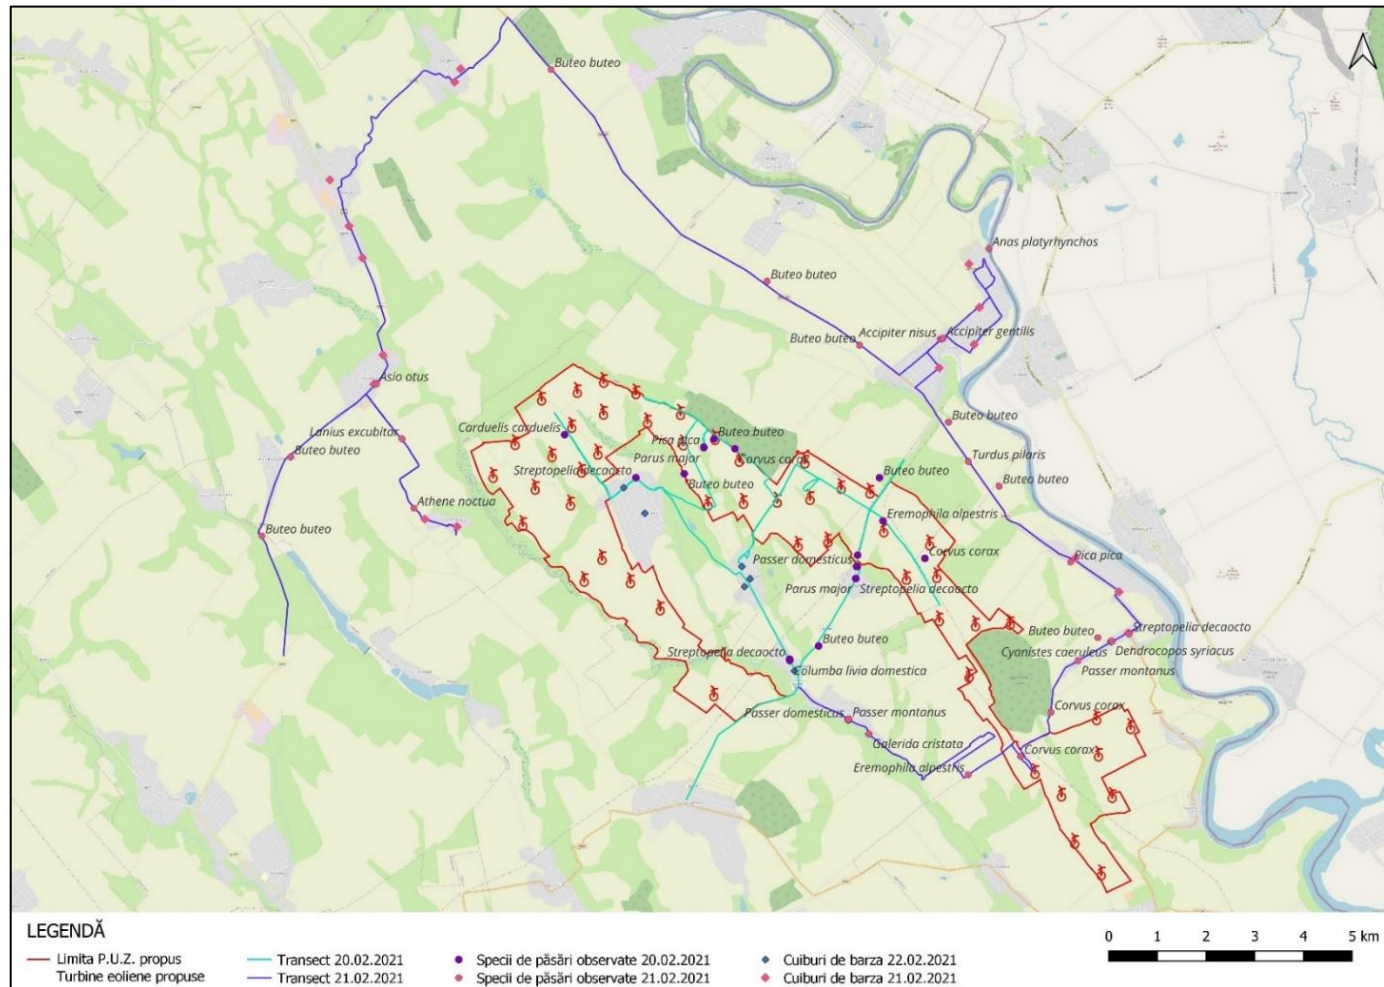 Buteo buteo
Anas platyrhynchos
Buteo buteo
Buteo buteo
Accipiter nisus
Accipiter gentilis
Asio otus
Lanius excubitor
Buteo buteo
Buteo buteo
Carduelis carduelis
Pica pica
Buteo buteo
Turdus pilaris
Parus major
Corvus corax
Streptopelia decaocto
Buteo buteo
Buteo buteo
Buteo buteo
Athene noctua
Eremophila alpestris
Buteo buteo
Passer domesticus
Corvus corax
Pica pica
Parus major
Streptopelia decaocto
Buteo buteo
Buteo buteo
Streptopelia decaocto
Streptopelia decaocto
Cyanistes caeruleus
Dendrocopos syriacus
Columba livia domestica
Passer montanus
Passer domesticus
Passer montanus
Corvus corax
Galerida cristata
Corvus corax
Eremophila alpestris
LEGENDĂ
Limita P.U.Z. propus
Turbine eoliene propuse
Transect 20.02.2021
Transect 21.02.2021
Specii de păsări observate 20.02.2021
Specii de păsări observate 21.02.2021
Cuiburi de barza 22.02.2021
Cuiburi de barza 21.02.2021
0 1 2 3 4 5 km